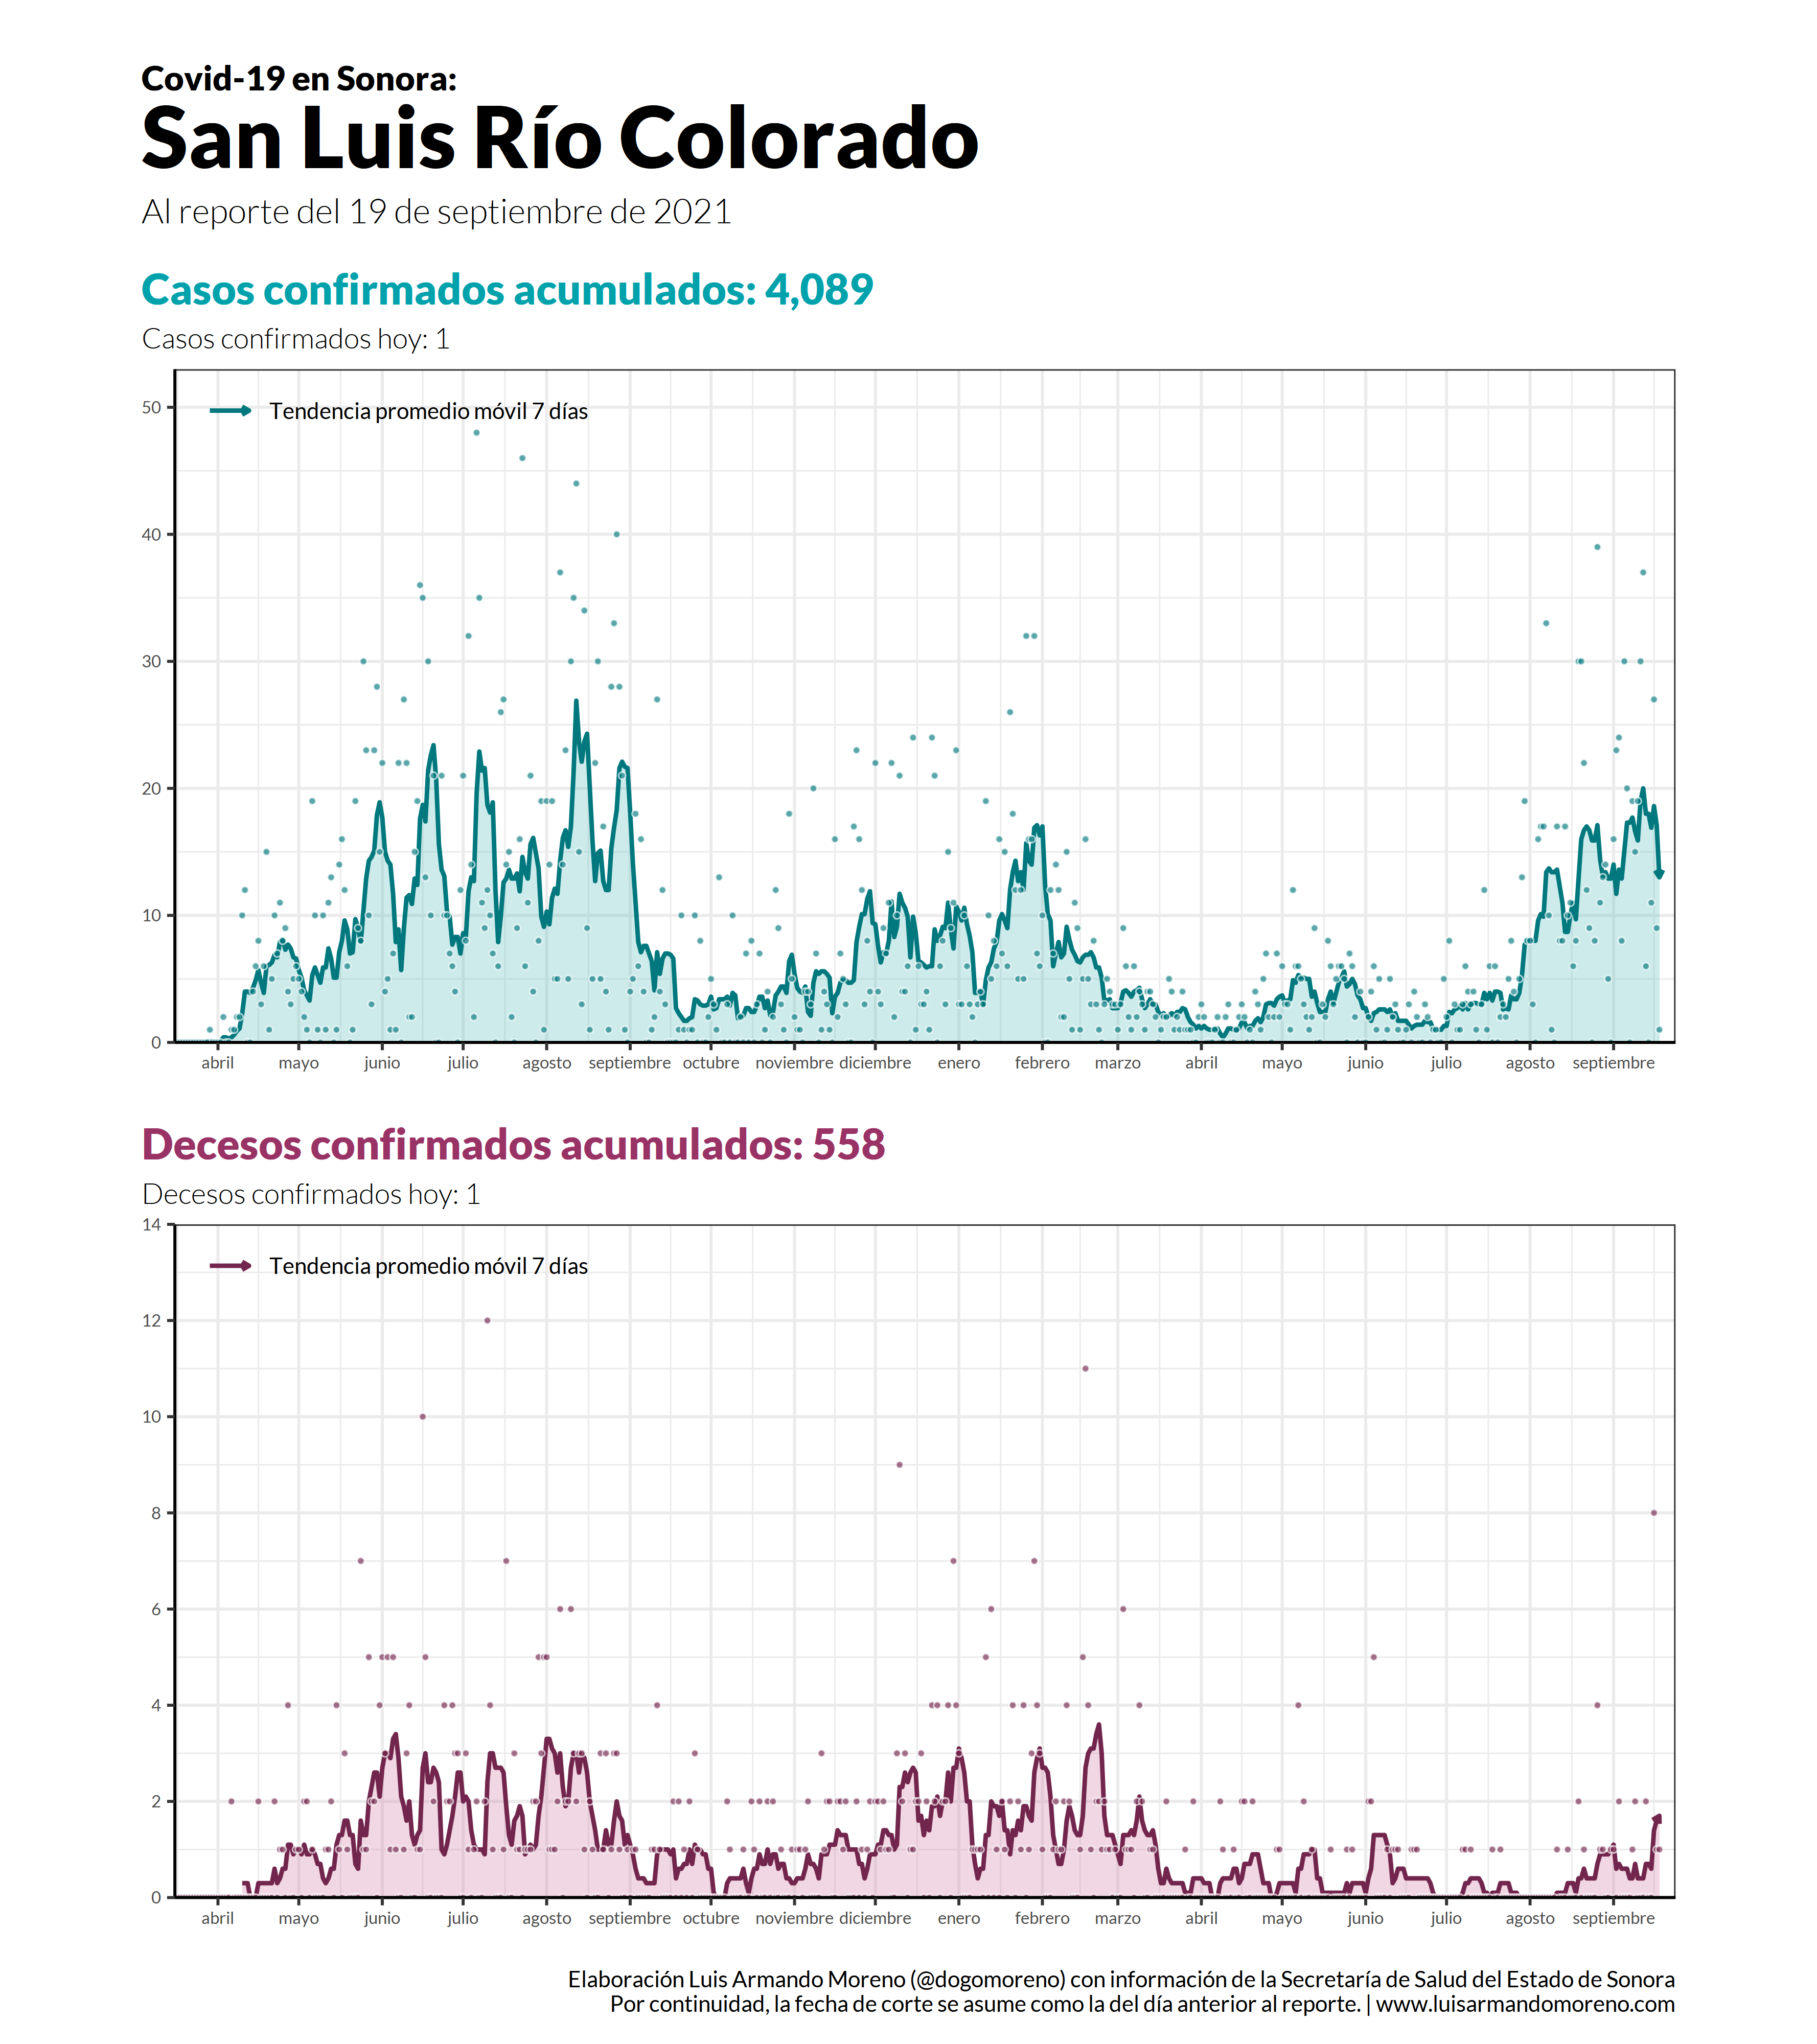 Covid-19 en Sonora:
San Luis Río Colorado
Al reporte del 19 de septiembre de 2021
Casos confirmados acumulados: 4,089
Casos confirmados hoy: 1
50
Tendencia promedio móvil 7 días
40
30
20
10
0
abril mayo junio julio agosto septiembre octubre noviembre diciembre enero febrero marzo abril mayo junio julio agosto septiembre
Decesos confirmados acumulados: 558
Decesos confirmados hoy: 1
14
Tendencia promedio móvil 7 días
12
10
8
6
4
2
0
abril mayo junio julio agosto septiembre octubre noviembre diciembre enero febrero marzo abril mayo junio julio agosto septiembre
Elaboración Luis Armando Moreno (@dogomoreno) con información de la Secretaría de Salud del Estado de Sonora
Por continuidad, la fecha de corte se asume como la del día anterior al reporte. | www.luisarmandomoreno.com